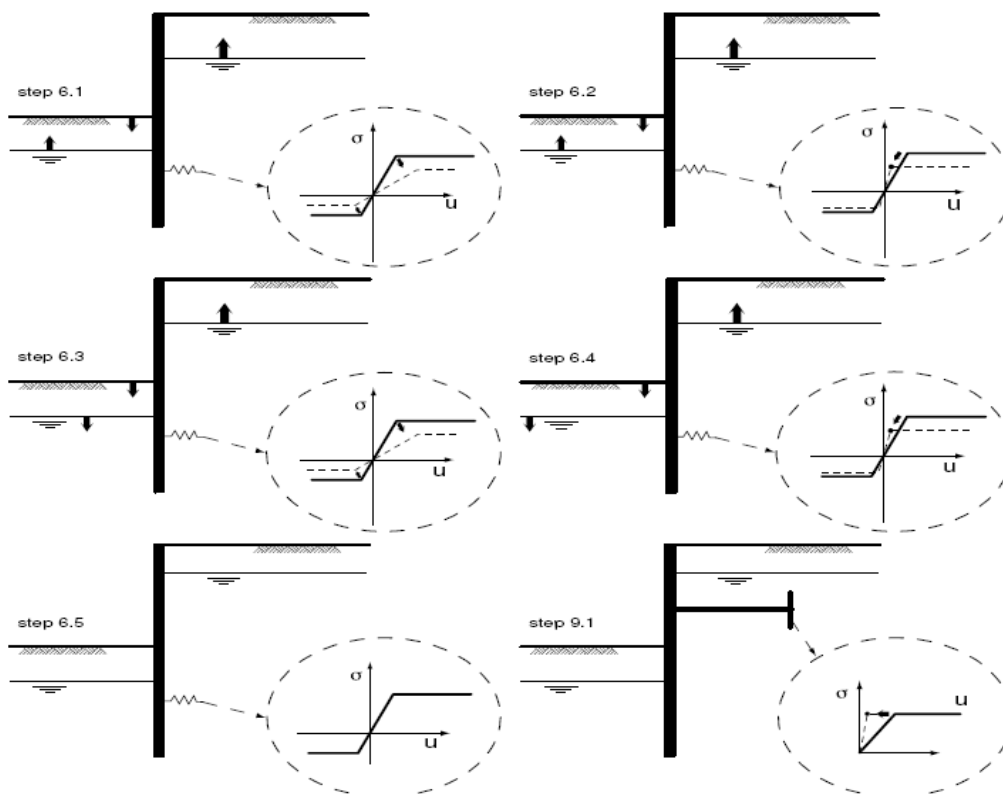 step 6.1
σ
u
step 6.2
σ
u
step 6.3
σ
u
step 6.4
σ
u
step 6.5
σ
u
step 9.1
σ
u